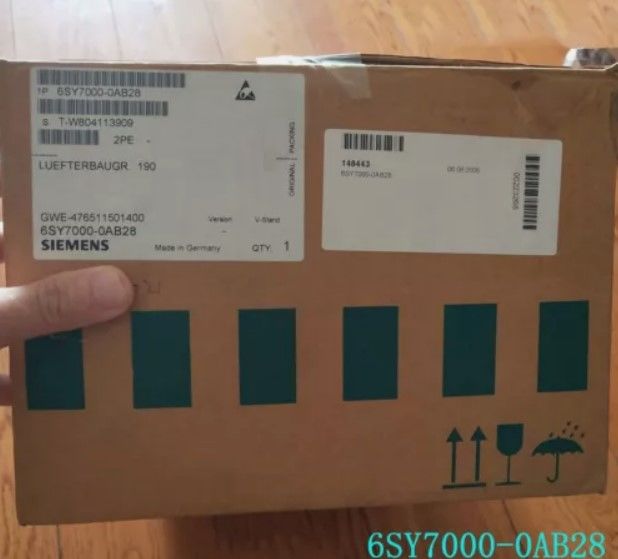 1P 6SY7000-0AB28
S T-W804113909
2PE -
LUEFTERBAUGR. 190
ORIGINAL PACKING
GWE-476511501400
Version
V-Stand
6SY7000-0AB28
-
SIEMENS
Made in Germany
QTY: 1
148443
6SY7000-0AB28
6SY7000-0AB28